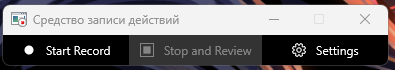 Средство записи действий
Start Record Stop and Review Settings